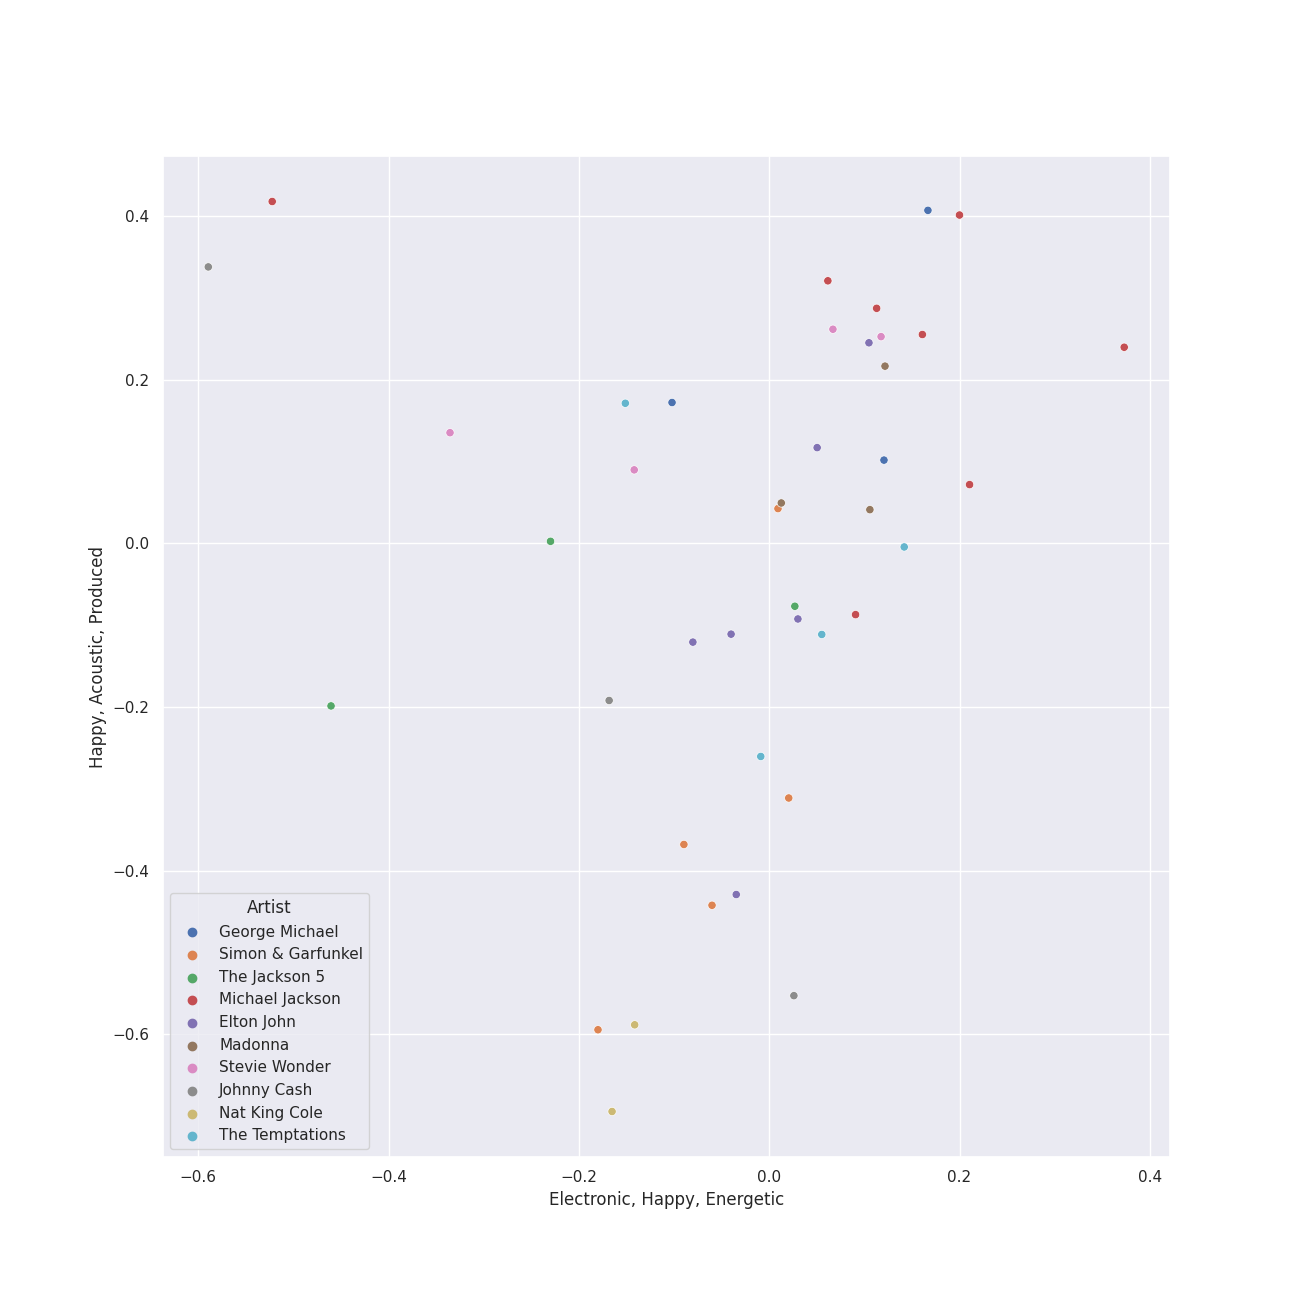 0.4
0.2
0.0
−0.2
−0.4
−0.6
Happy, Acoustic, Produced
Artist
George Michael
Simon & Garfunkel
The Jackson 5
Michael Jackson
Elton John
Madonna
Stevie Wonder
Johnny Cash
Nat King Cole
The Temptations
−0.6 −0.4 −0.2 0.0 0.2 0.4
Electronic, Happy, Energetic